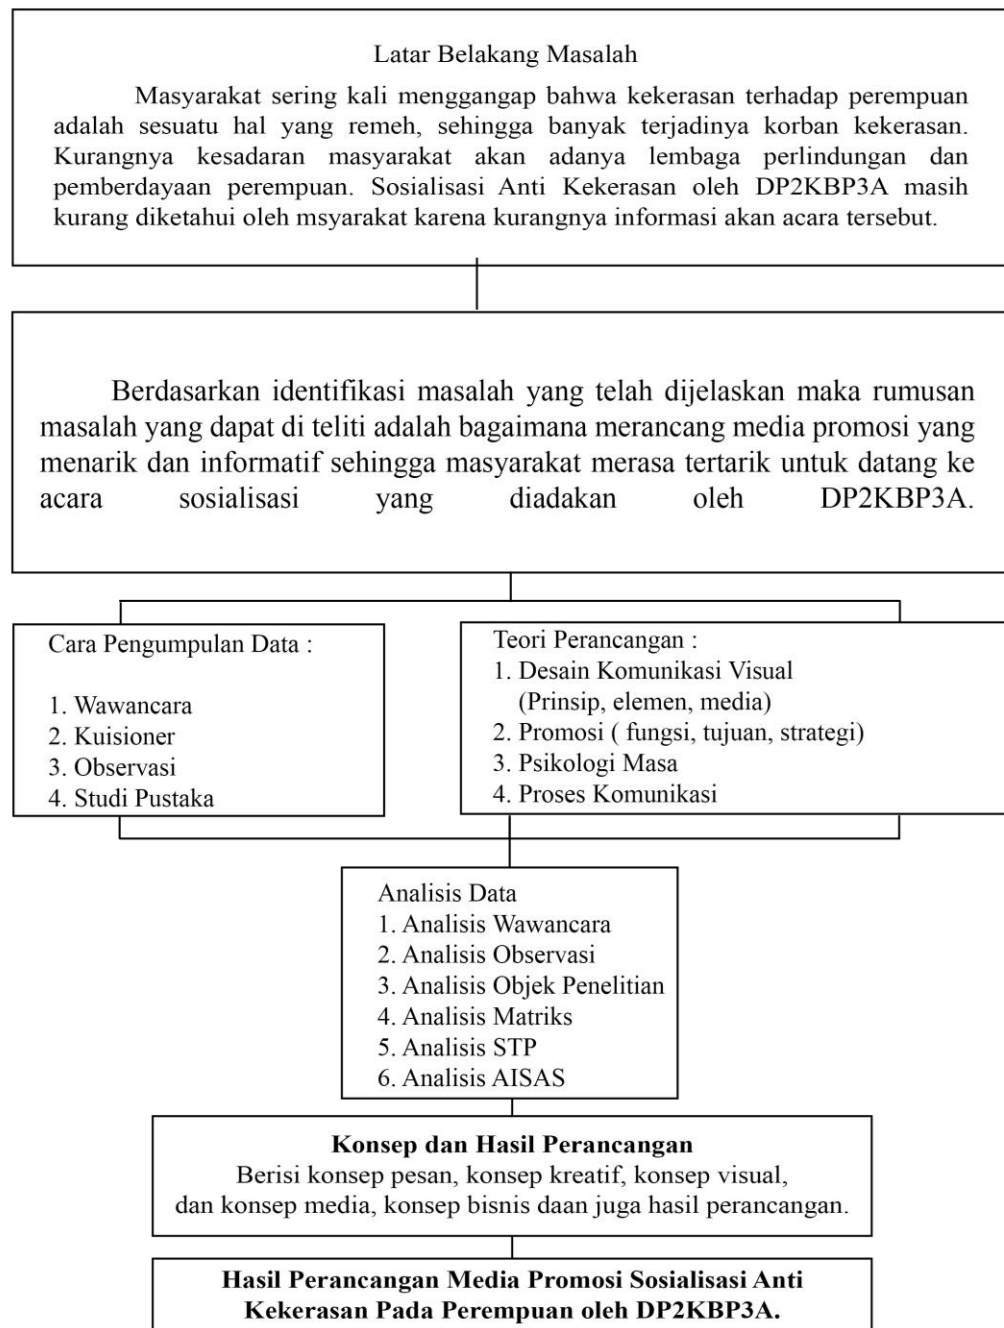 Latar Belakang Masalah
Masyarakat sering kali menggangap bahwa kekerasan terhadap perempuan
adalah sesuatu hal yang remeh, sehingga banyak terjadinya korban kekerasan.
Kurangnya kesadaran masyarakat akan adanya lembaga perlindungan dan
pemberdayaan perempuan. Sosialisasi Anti Kekerasan oleh DP2KBP3A masih
kurang diketahui oleh msyarakat karena kurangnya informasi akan acara tersebut.
Berdasarkan identifikasi masalah yang telah dijelaskan maka rumusan
masalah yang dapat di teliti adalah bagaimana merancang media promosi yang
menarik dan informatif sehingga masyarakat merasa tertarik untuk datang ke
acara sosialisasi yang diadakan oleh DP2KBP3A.
Cara Pengumpulan Data :
1. Wawancara
2. Kuisioner
3. Observasi
4. Studi Pustaka
Teori Perancangan :
1. Desain Komunikasi Visual
(Prinsip, elemen, media)
2. Promosi ( fungsi, tujuan, strategi)
3. Psikologi Masa
4. Proses Komunikasi
Analisis Data
1. Analisis Wawancara
2. Analisis Observasi
3. Analisis Objek Penelitian
4. Analisis Matriks
5. Analisis STP
6. Analisis AISAS
Konsep dan Hasil Perancangan
Berisi konsep pesan, konsep kreatif, konsep visual,
dan konsep media, konsep bisnis daan juga hasil perancangan.
Hasil Perancangan Media Promosi Sosialisasi Anti
Kekerasan Pada Perempuan oleh DP2KBP3A.